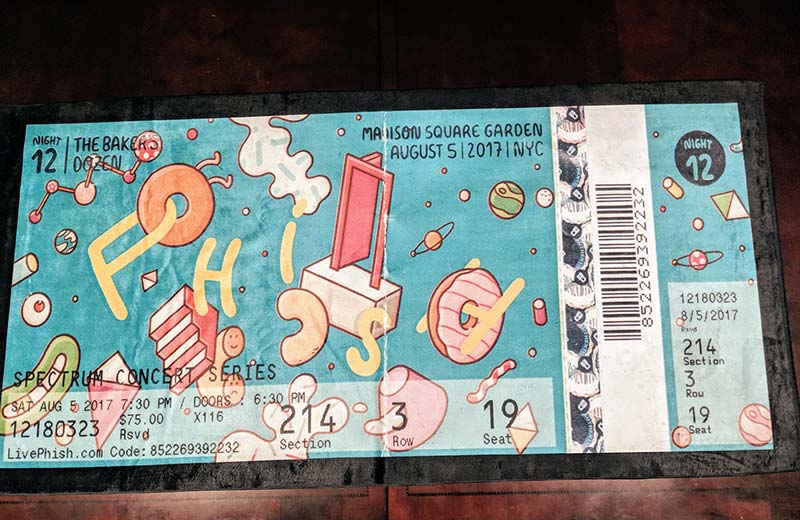 NIGHT 12 | THE BAKER'S DOZEN
MADISON SQUARE GARDEN
AUGUST 5 | 2017 | NYC
PHISH
SPECTRUM CONCERT SERIES
SAT AUG 5 2017 7:30 PM / DOORS : 6:30 PM
12180323 $75.00 X116
Rsvd
LivePhish.com Code: 852269392232
214
Section
3
Row
19
Seat
852269392232
NIGHT
12
12180323
8/5/2017
Rsvd
214
Section
3
Row
19
Seat